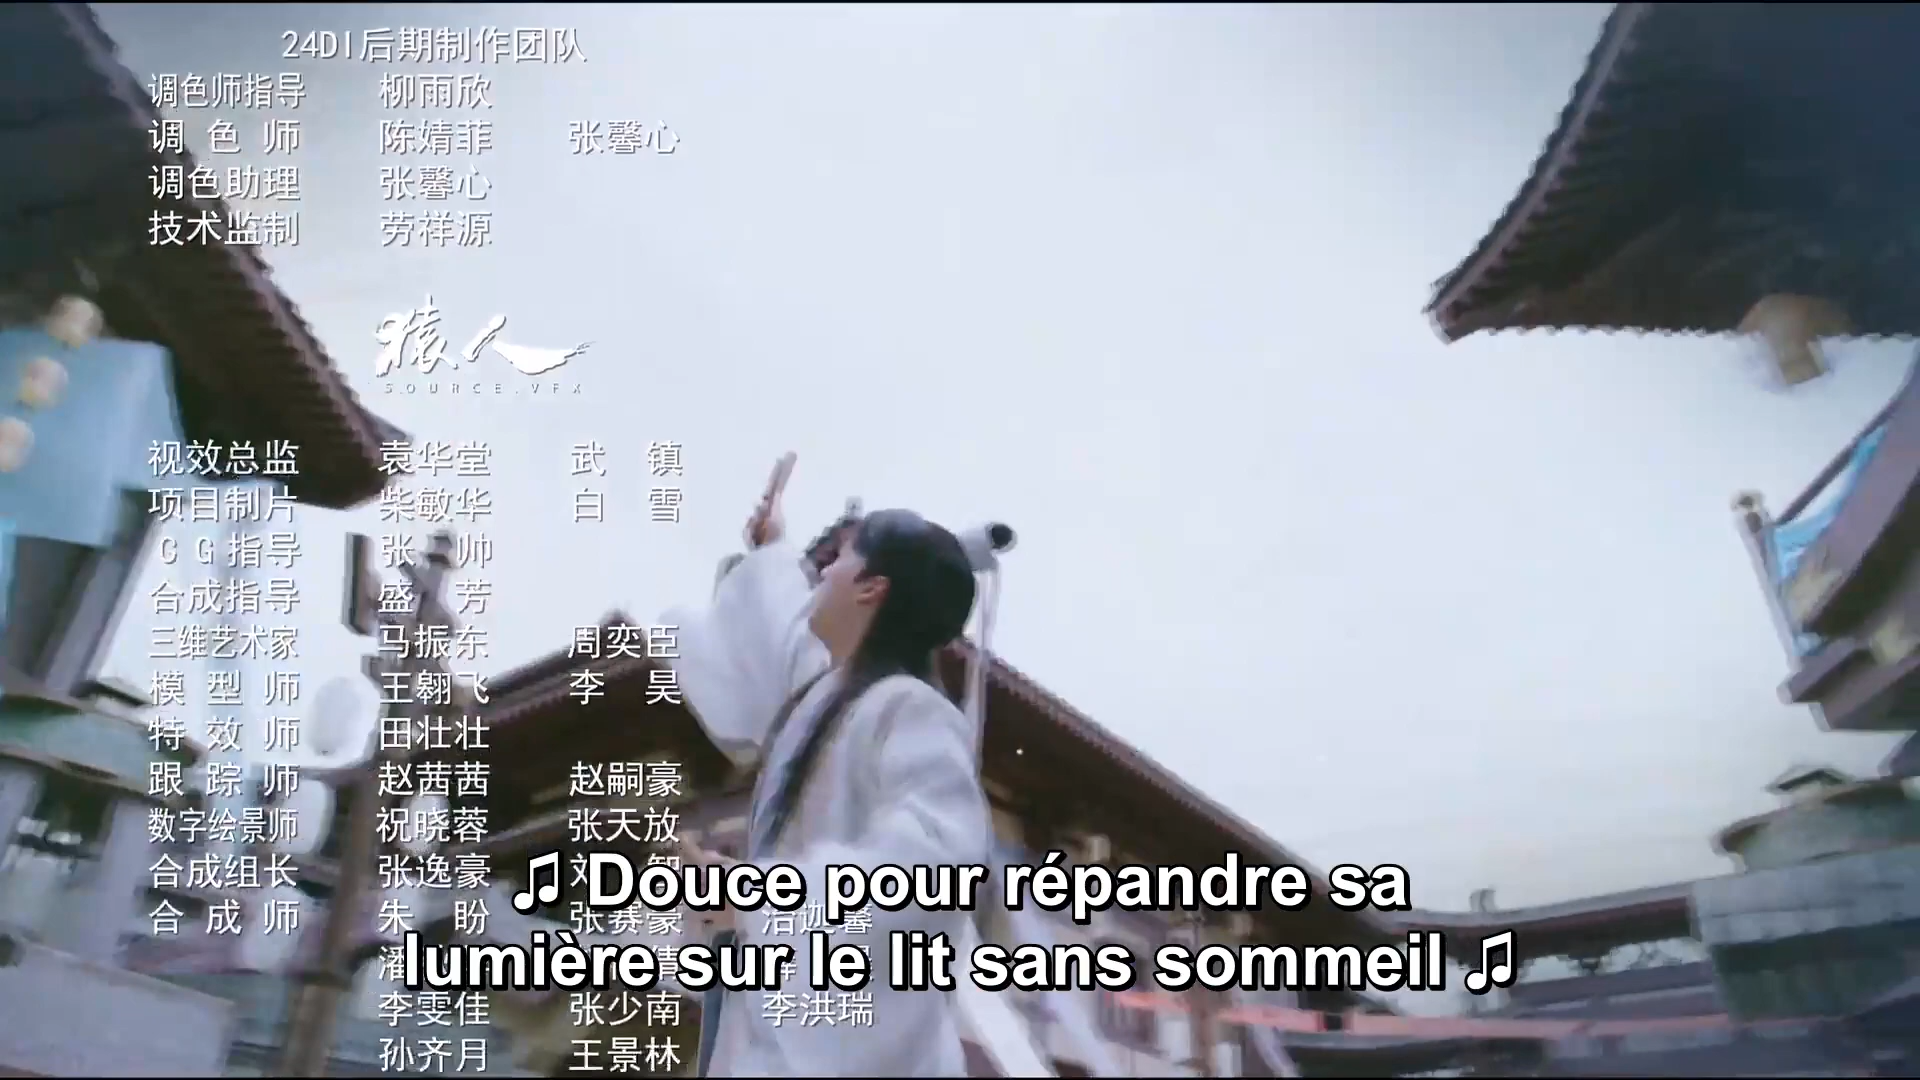 24DI后期制作团队
调色师指导 柳雨欣
调色师 陈婧菲 张馨心
调色助理 张馨心
技术监制 劳祥源
猿人
SOURCE.VFX
视效总监 袁华堂 武镇
项目制片 柴敏华 白雪
CG指导 张帅
合成指导 盛芳
三维艺术家 马振东 周奕臣
模型师 王翱飞 李昊
特效师 田壮壮
跟踪师 赵茜茜 赵嗣豪
数字绘景师 祝晓蓉 张天放
合成组长 张逸豪
合成师 朱盼 张赛豪
♫ Douce pour répandre sa
lumière sur le lit sans sommeil ♫
李雯佳 张少南 李洪瑞
孙齐月 王景林